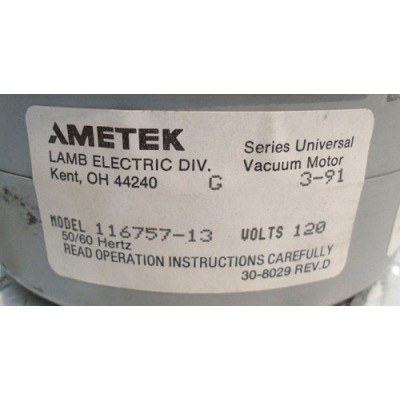 AMETEK
LAMB ELECTRIC DIV.
Kent, OH 44240 G
Series Universal
Vacuum Motor
3-91
MODEL 116757-13 VOLTS 120
50/60 Hertz
READ OPERATION INSTRUCTIONS CAREFULLY
30-8029 REV.D